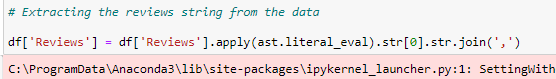 # Extracting the reviews string from the data
df['Reviews'] = df['Reviews'].apply(ast.literal_eval).str[0].str.join(',')
C:\ProgramData\Anaconda3\lib\site-packages\ipykernel_launcher.py:1: SettingWith